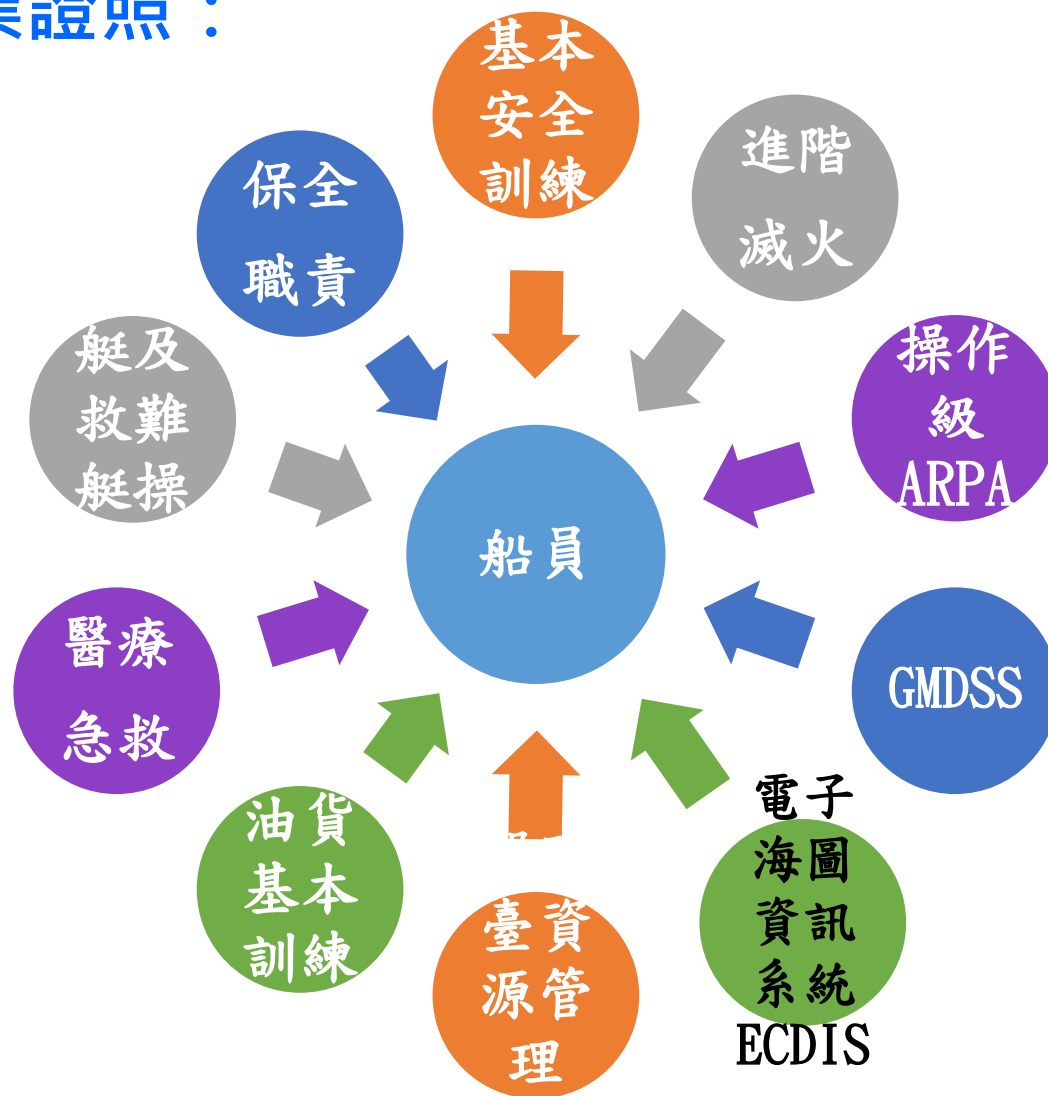 業證照：
基本
安全
訓練
進階
滅火
操作
級
ARPA
GMDSS
電子
海圖
資訊
系統
ECDIS
臺資
源管
理
油貨
基本
訓練
醫療
急救
艇及
救難
艇操
保全
職責
船員